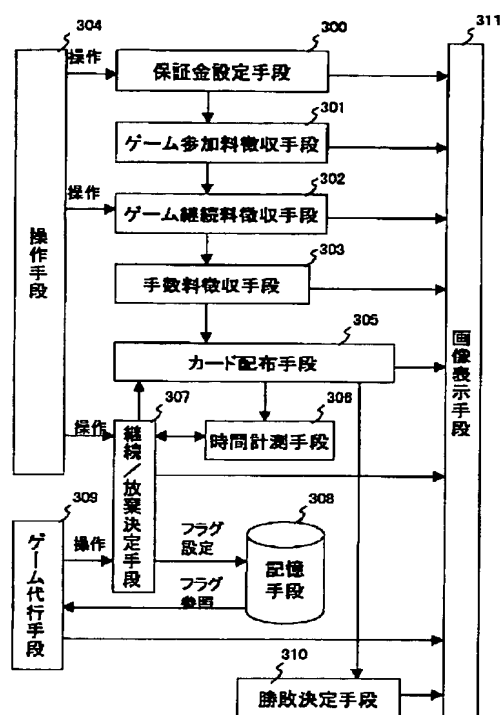 304
300
311
操作
保証金設定手段
301
ゲーム参加料徴収手段
操作
302
ゲーム継続料徴収手段
操作手段
303
手数料徴収手段
305
カード配布手段
画像表示手段
307
306
操作
継続/放棄決定手段
時間計測手段
309
308
操作
フラグ設定
記憶手段
ゲーム代行手段
フラグ参照
310
勝敗決定手段